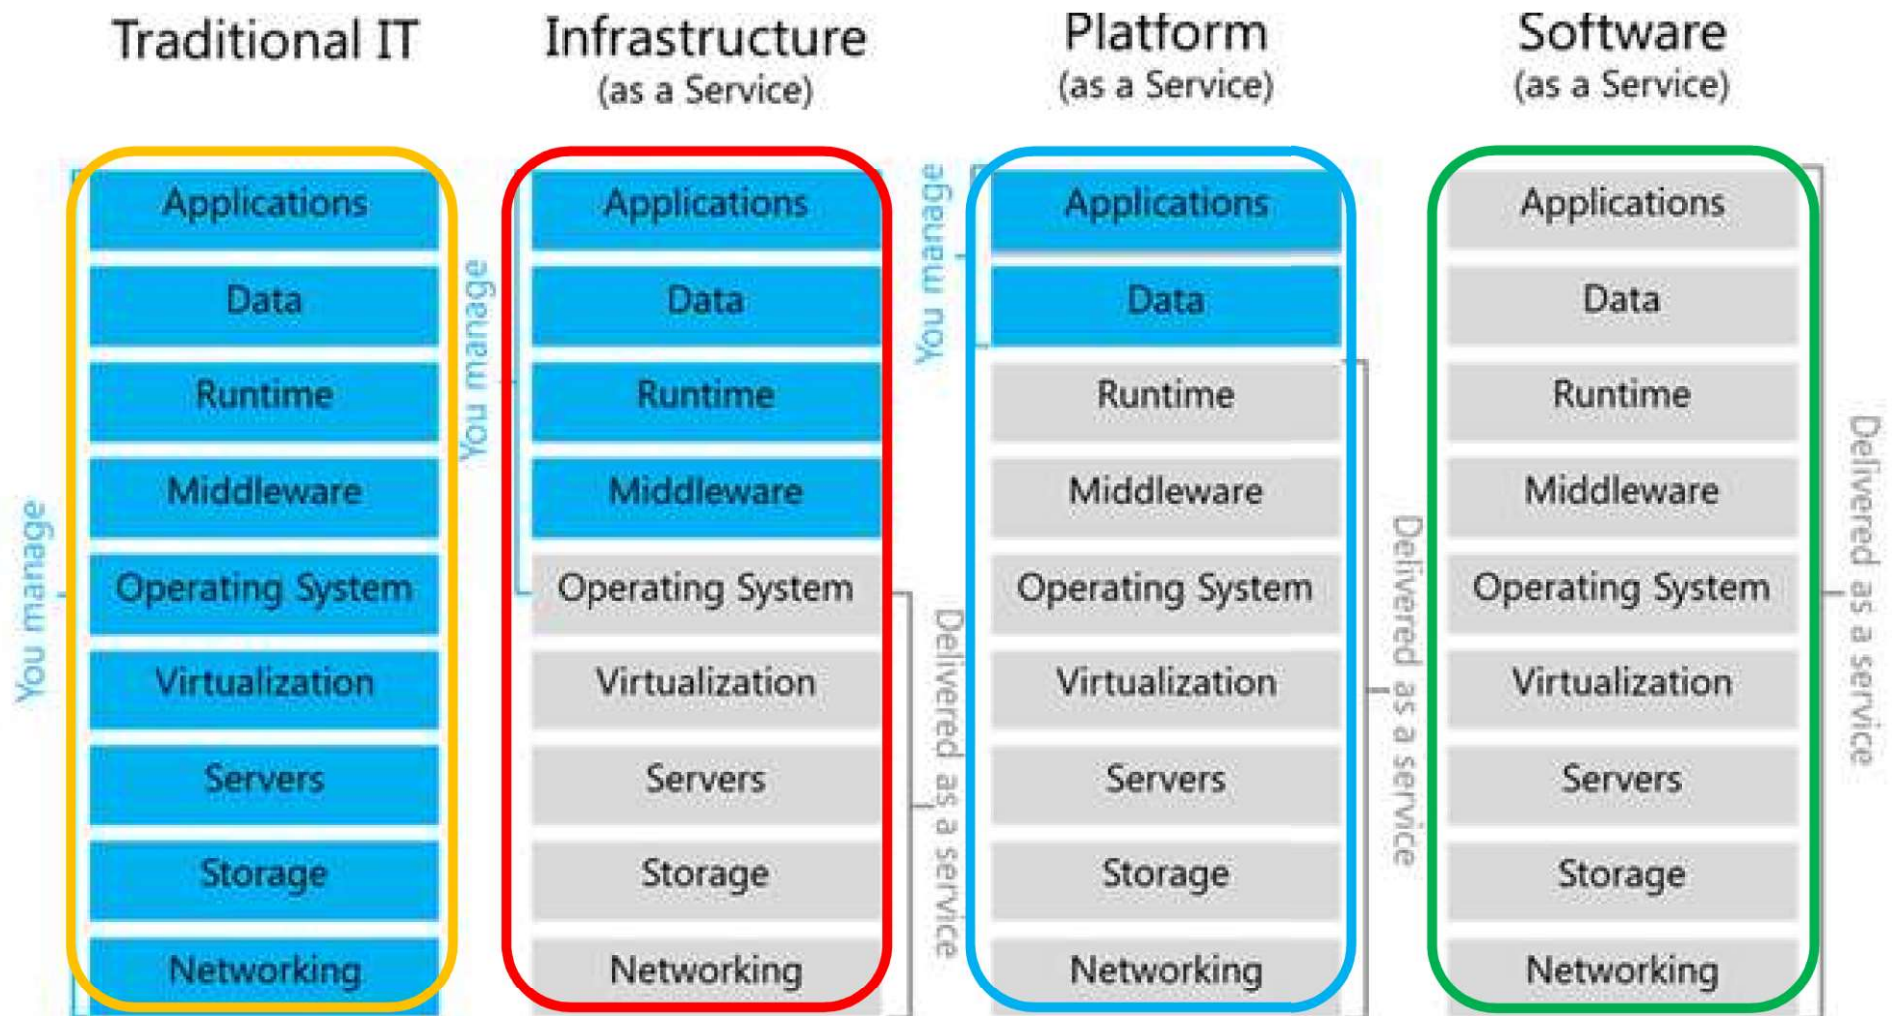 Traditional IT
Infrastructure
(as a Service)
Platform
(as a Service)
Software
(as a Service)
You manage
Applications
Data
Runtime
Middleware
Operating System
Virtualization
Servers
Storage
Networking
You manage
Applications
Data
Runtime
Middleware
Operating System
Virtualization
Servers
Storage
Networking
Delivered as a service
You manage
Applications
Data
Runtime
Middleware
Operating System
Virtualization
Servers
Storage
Networking
Delivered as a service
Applications
Data
Runtime
Middleware
Operating System
Virtualization
Servers
Storage
Networking
Delivered as a service